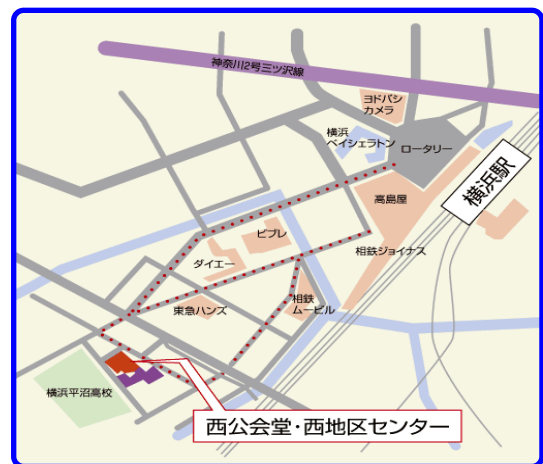 神奈川2号三ツ沢線
ヨドバシ
カメラ
横浜
ベイシェラトン
ロータリー
横浜駅
高島屋
ビブレ
相鉄ジョイナス
ダイエー
東急ハンズ
相鉄
ムービル
横浜平沼高校
西公会堂・西地区センター